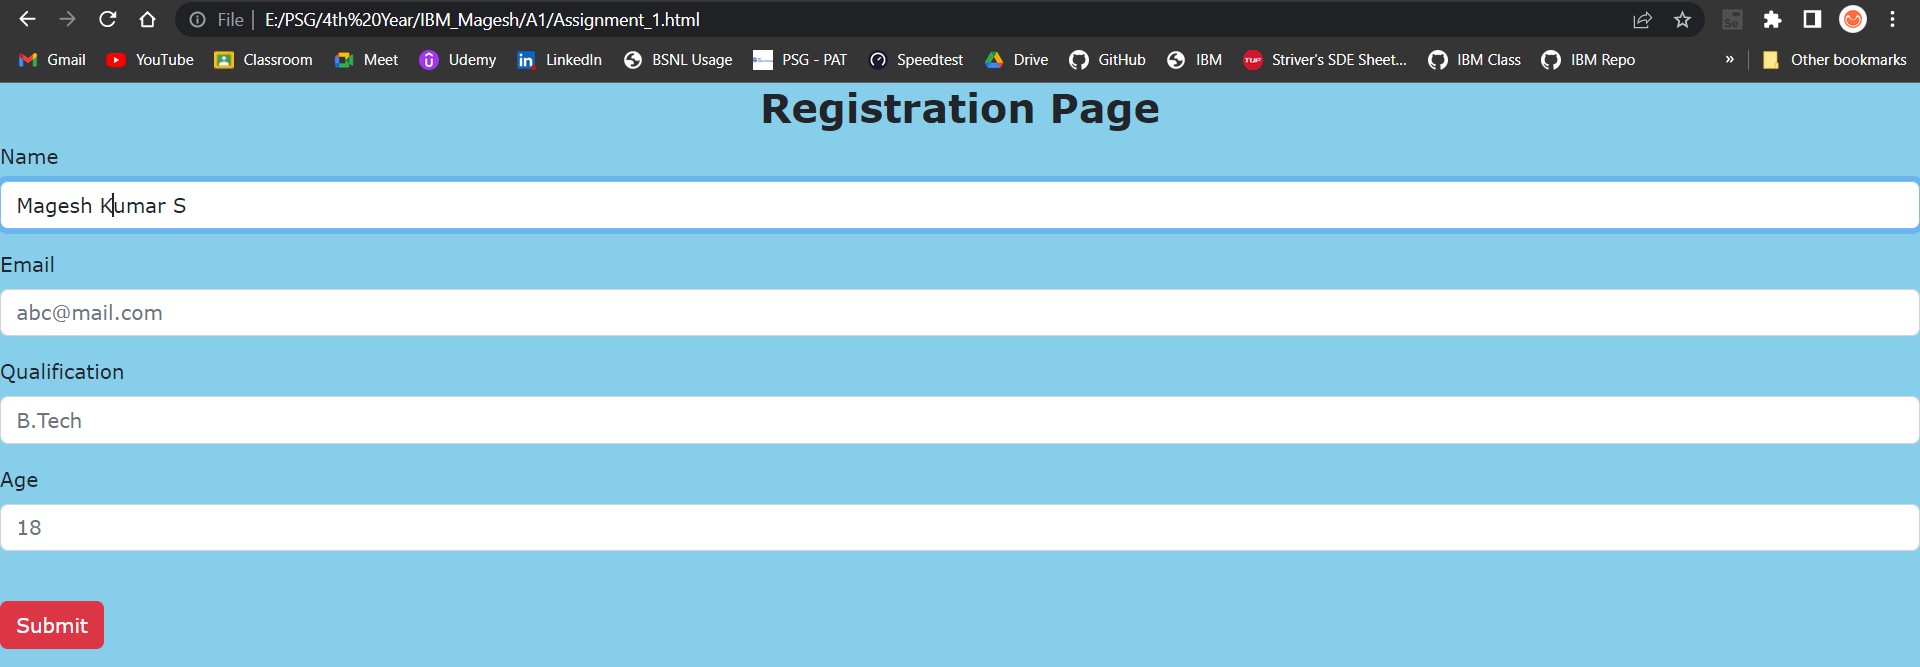 File | E:/PSG/4th%20Year/IBM_Magesh/A1/Assignment_1.html
Gmail YouTube Classroom Meet Udemy LinkedIn BSNL Usage PSG - PAT Speedtest Drive GitHub IBM TUF Striver's SDE Sheet... IBM Class IBM Repo » Other bookmarks
Registration Page
Name
Magesh Kumar S
Email
abc@mail.com
Qualification
B.Tech
Age
18
Submit